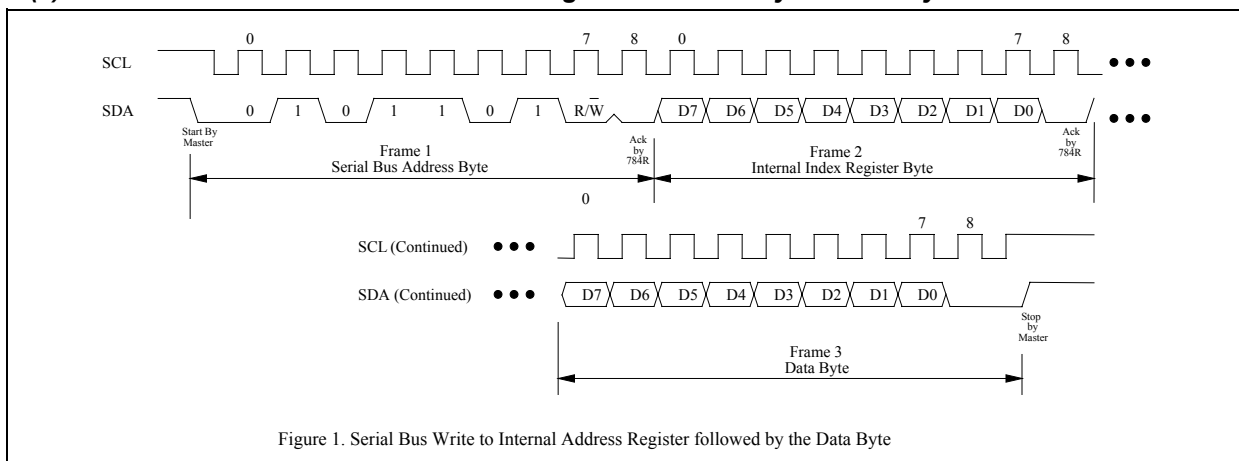 0 7 8 0 7 8
SCL
SDA 0 1 0 1 1 0 1 R/W D7 D6 D5 D4 D3 D2 D1 D0
Start By
Master
Ack
by
784R
Ack
by
784R
Frame 1
Serial Bus Address Byte
Frame 2
Internal Index Register Byte
0
7 8
SCL (Continued)
SDA (Continued) D7 D6 D5 D4 D3 D2 D1 D0
Stop
by
Master
Frame 3
Data Byte
Figure 1. Serial Bus Write to Internal Address Register followed by the Data Byte